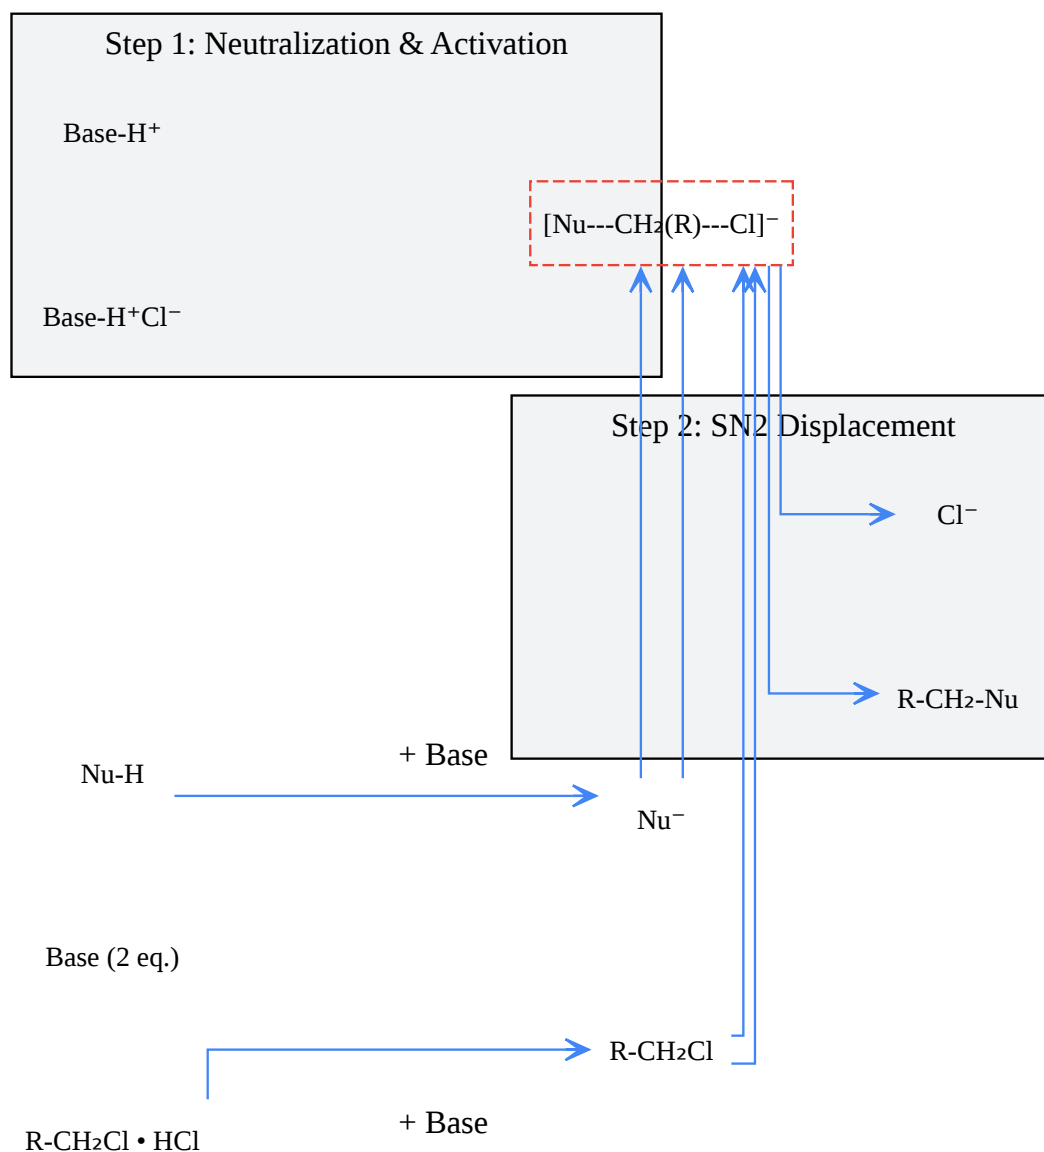 Step 1: Neutralization & Activation
Base-H⁺
[Nu---CH₂(R)---Cl]⁻
Base-H⁺Cl⁻
Step 2: SN2 Displacement
Cl⁻
R-CH₂-Nu
+ Base
Nu-H
Nu⁻
Base (2 eq.)
R-CH₂Cl
+ Base
R-CH₂Cl • HCl